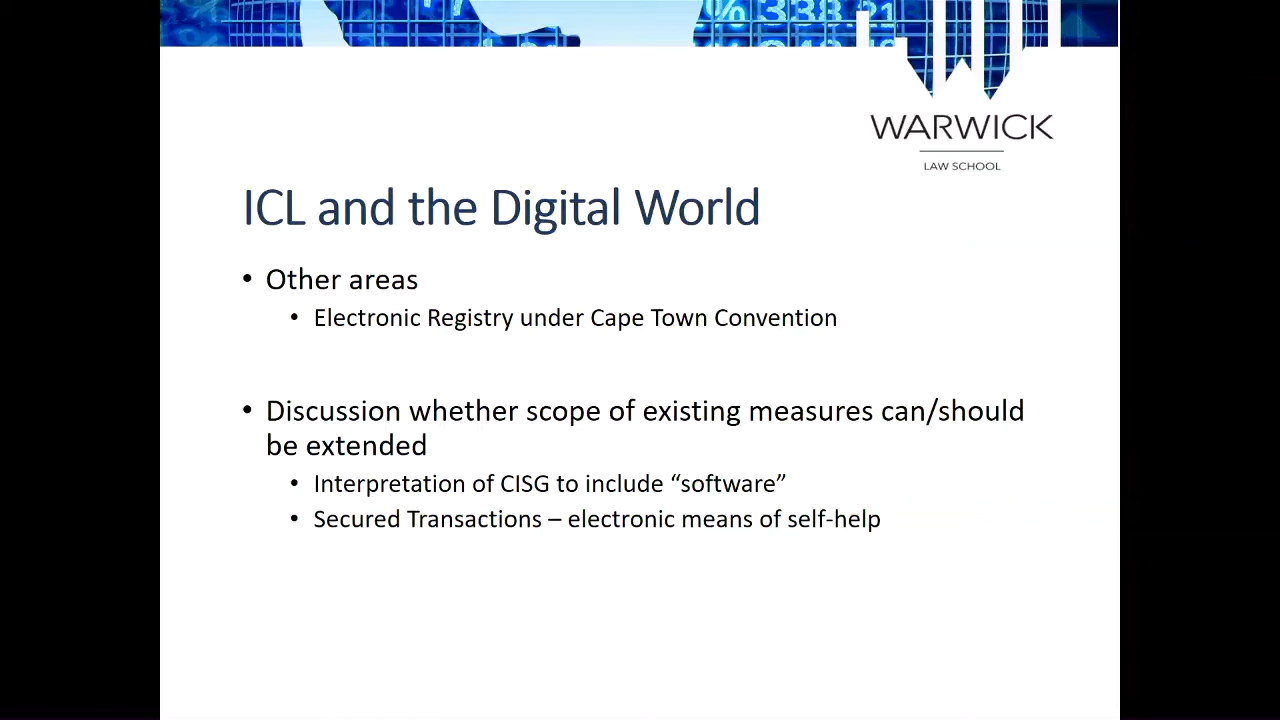 338.21
WARWICK
LAW SCHOOL
ICL and the Digital World
• Other areas
• Electronic Registry under Cape Town Convention
• Discussion whether scope of existing measures can/should
be extended
• Interpretation of CISG to include “software”
• Secured Transactions – electronic means of self-help